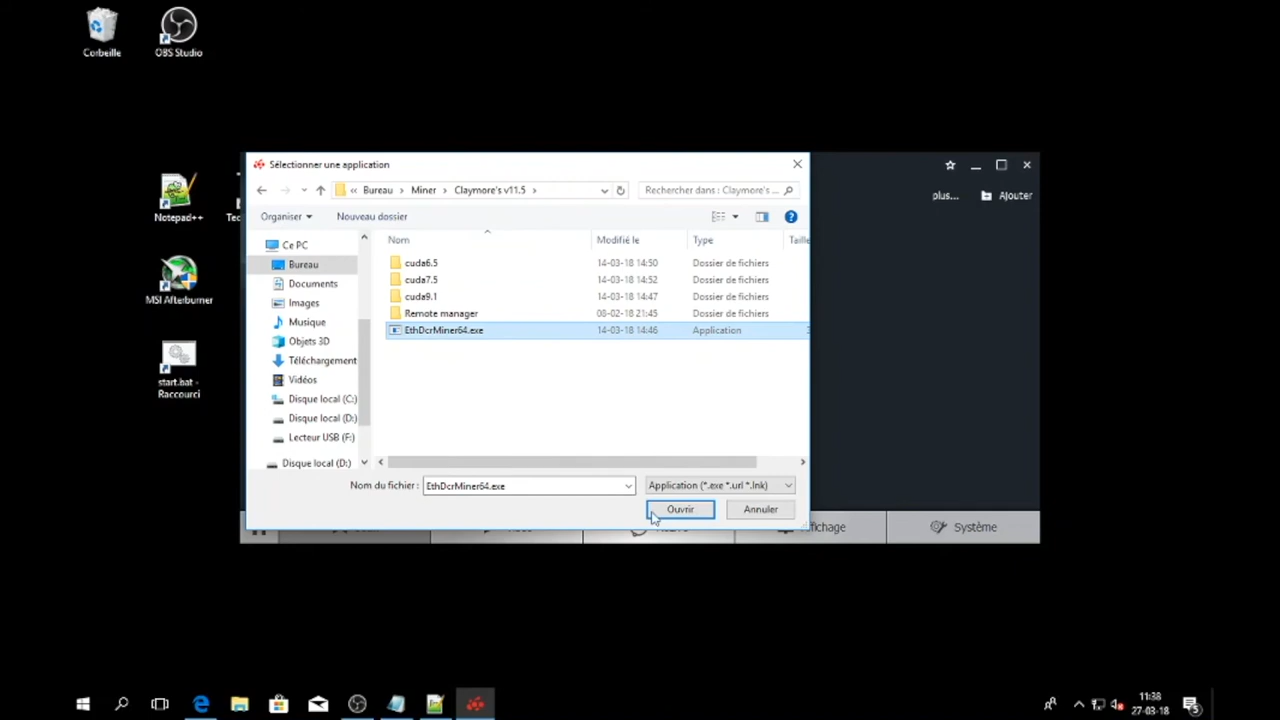 Corbeille
OBS Studio
Notepad++
Tec
MSI Afterburner
start.bat -
Raccourci
Sélectionner une application
« Bureau > Miner > Claymore's v11.5 >
Rechercher dans : Claymore's ...
Organiser
Nouveau dossier
Ce PC
Bureau
Documents
Images
Musique
Objets 3D
Téléchargement
Vidéos
Disque local (C:)
Disque local (D:)
Lecteur USB (F:)
Disque local (D:)
Nom Modifié le Type Taille
cuda6.5 14-03-18 14:50 Dossier de fichiers
cuda7.5 14-03-18 14:52 Dossier de fichiers
cuda9.1 14-03-18 14:47 Dossier de fichiers
Remote manager 08-02-18 21:45 Dossier de fichiers
EthDcrMiner64.exe 14-03-18 14:46 Application
Nom du fichier : EthDcrMiner64.exe
Application (*.exe *.url *.lnk)
Ouvrir
Annuler
plus...
Ajouter
ffichage
Système
11:38
27-03-18
5